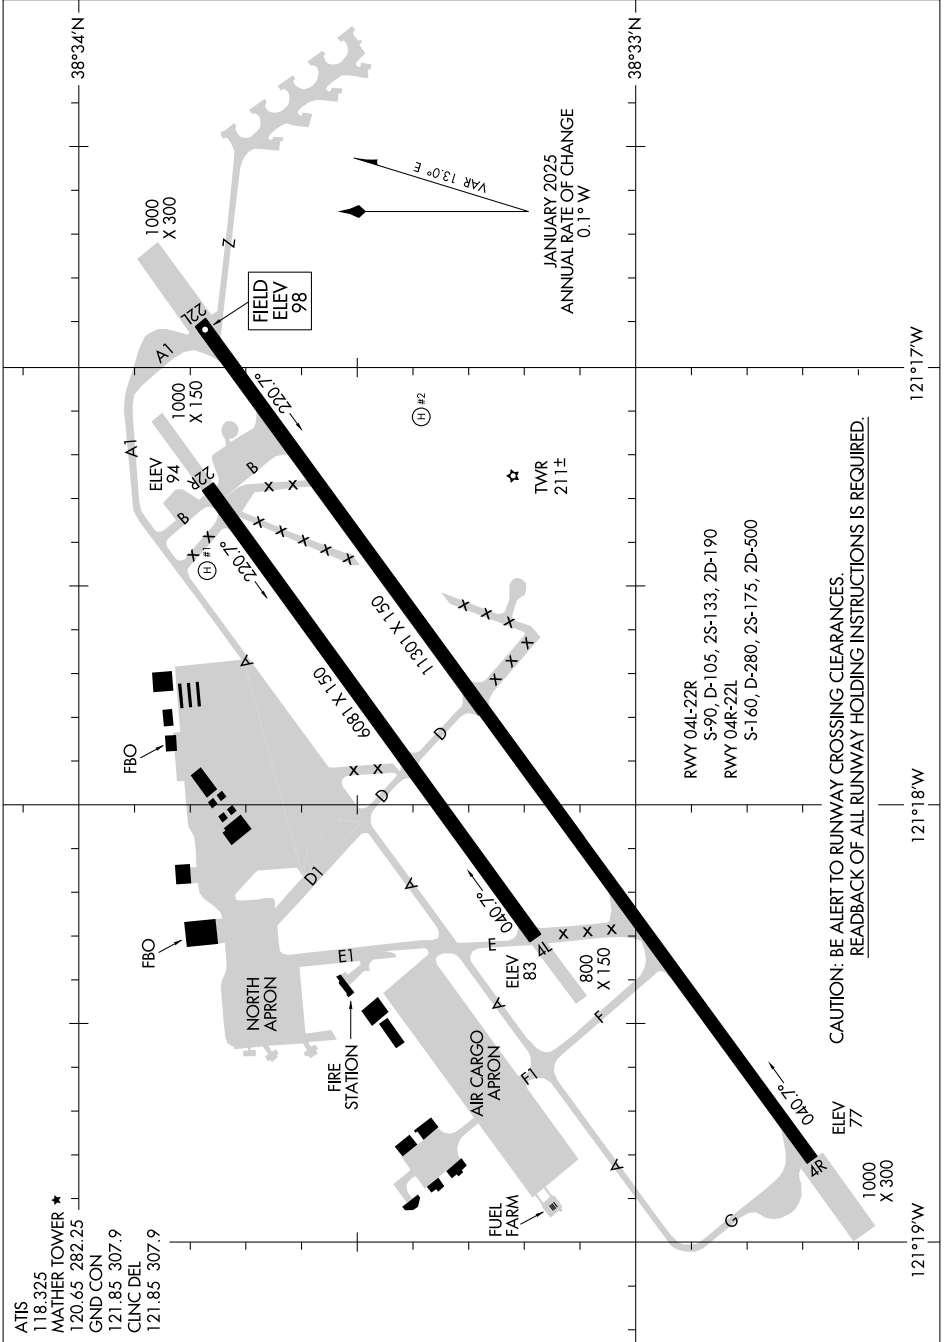 ATIS
118.325
MATHER TOWER ★
120.65 282.25
GND CON
121.85 307.9
CLNC DEL
121.85 307.9
38°34'N
38°33'N
121°17'W
121°18'W
121°19'W
JANUARY 2025
ANNUAL RATE OF CHANGE
0.1° W
VAR 13.0° E
1000
X 300
Z
22L
FIELD
ELEV
98
A1
A1
1000
X 150
ELEV
94
22R
B
B
H #1
H #2
220.7°
220.7°
TWR
211±
11301 X 150
6081 X 150
A
X X
X X
X X X X X
X X X X X X
X X
X X X
D
D
D1
FBO
FBO
NORTH
APRON
E1
E
A
A
A
FIRE
STATION
AIR CARGO
APRON
FUEL
FARM
F1
F
G
040.7°
4L
ELEV
83
800
X 150
040.7°
4R
ELEV
77
1000
X 300
RWY 04L-22R
S-90, D-105, 2S-133, 2D-190
RWY 04R-22L
S-160, D-280, 2S-175, 2D-500
CAUTION: BE ALERT TO RUNWAY CROSSING CLEARANCES.
READBACK OF ALL RUNWAY HOLDING INSTRUCTIONS IS REQUIRED.